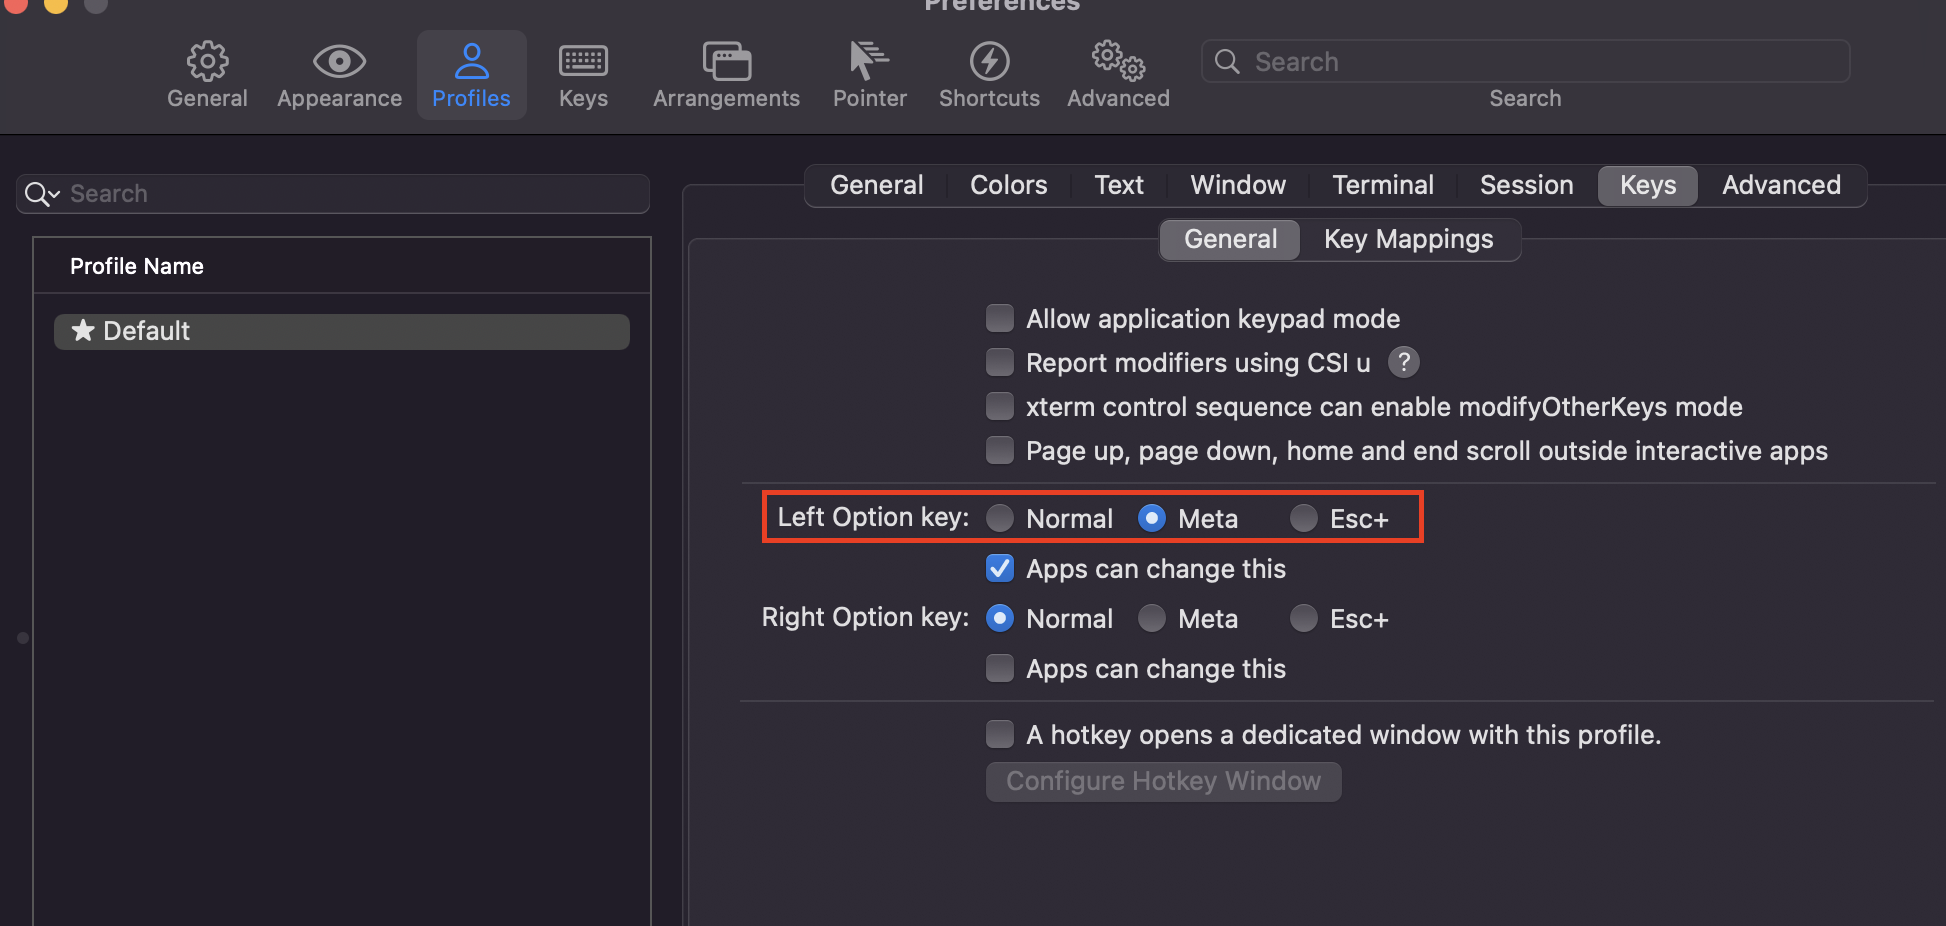 Preferences
General
Appearance
Profiles
Keys
Arrangements
Pointer
Shortcuts
Advanced
Search
Search
Search
Profile Name
Default
General Colors Text Window Terminal Session Keys Advanced
General Key Mappings
Allow application keypad mode
Report modifiers using CSI u ?
xterm control sequence can enable modifyOtherKeys mode
Page up, page down, home and end scroll outside interactive apps
Left Option key: Normal Meta Esc+
Apps can change this
Right Option key: Normal Meta Esc+
Apps can change this
A hotkey opens a dedicated window with this profile.
Configure Hotkey Window